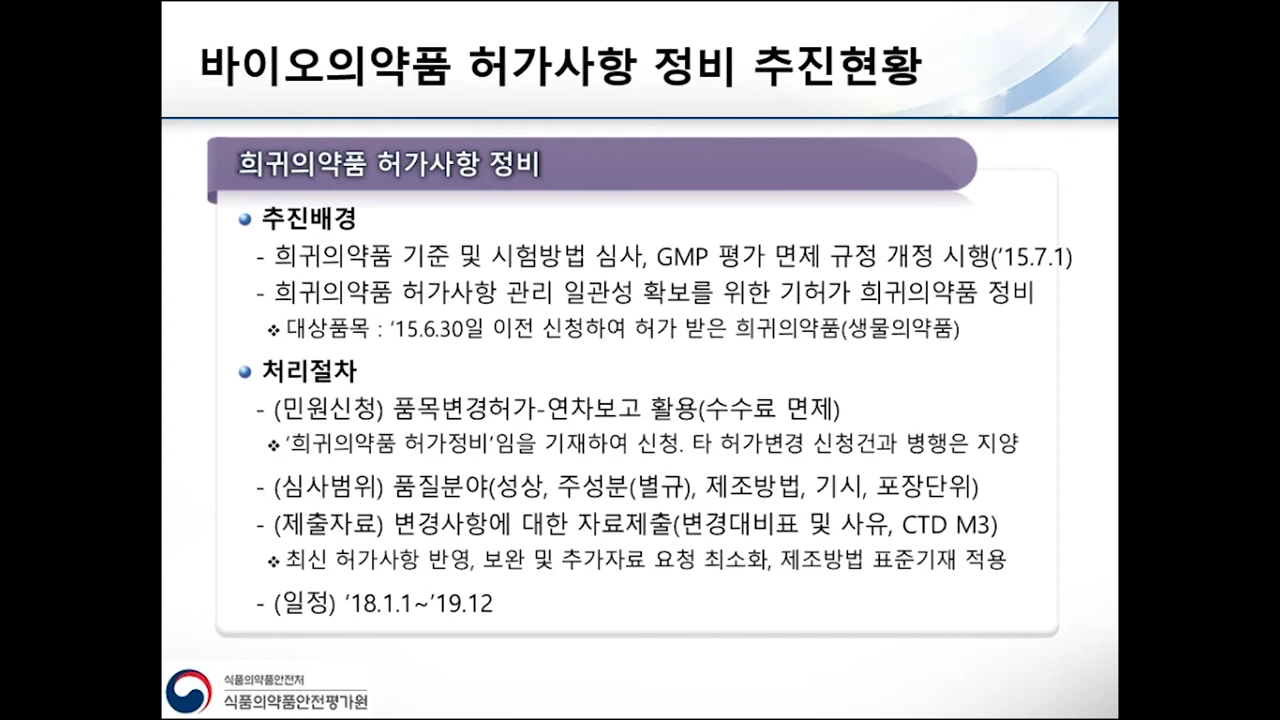 바이오의약품 허가사항 정비 추진현황
희귀의약품 허가사항 정비
추진배경
- 희귀의약품 기준 및 시험방법 심사, GMP 평가 면제 규정 개정 시행(‘15.7.1)
- 희귀의약품 허가사항 관리 일관성 확보를 위한 기허가 희귀의약품 정비
❖ 대상품목 : ’15.6.30일 이전 신청하여 허가 받은 희귀의약품(생물의약품)
처리절차
- (민원신청) 품목변경허가-연차보고 활용(수수료 면제)
❖ ‘희귀의약품 허가정비’임을 기재하여 신청. 타 허가변경 신청건과 병행은 지양
- (심사범위) 품질분야(성상, 주성분(별규), 제조방법, 기시, 포장단위)
- (제출자료) 변경사항에 대한 자료제출(변경대비표 및 사유, CTD M3)
❖ 최신 허가사항 반영, 보완 및 추가자료 요청 최소화, 제조방법 표준기재 적용
- (일정) ‘18.1.1~’19.12
식품의약품안전처
식품의약품안전평가원